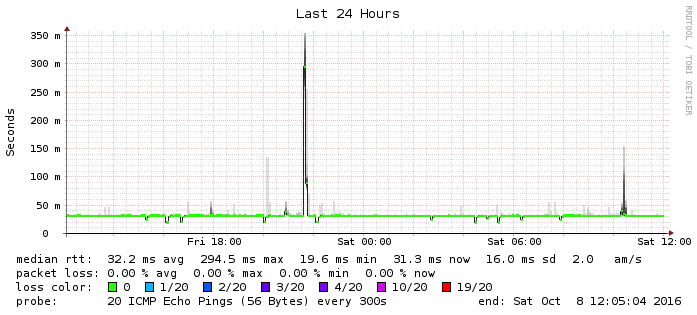 Last 24 Hours
RRDTOOL / TOBI OETIKER
Seconds
350 m
300 m
250 m
200 m
150 m
100 m
50 m
0
Fri 18:00 Sat 00:00 Sat 06:00 Sat 12:00
median rtt: 32.2 ms avg 294.5 ms max 19.6 ms min 31.3 ms now 16.0 ms sd 2.0 am/s
packet loss: 0.00 % avg 0.00 % max 0.00 % min 0.00 % now
loss color: 0 1/20 2/20 3/20 4/20 10/20 19/20
probe: 20 ICMP Echo Pings (56 Bytes) every 300s end: Sat Oct 8 12:05:04 2016